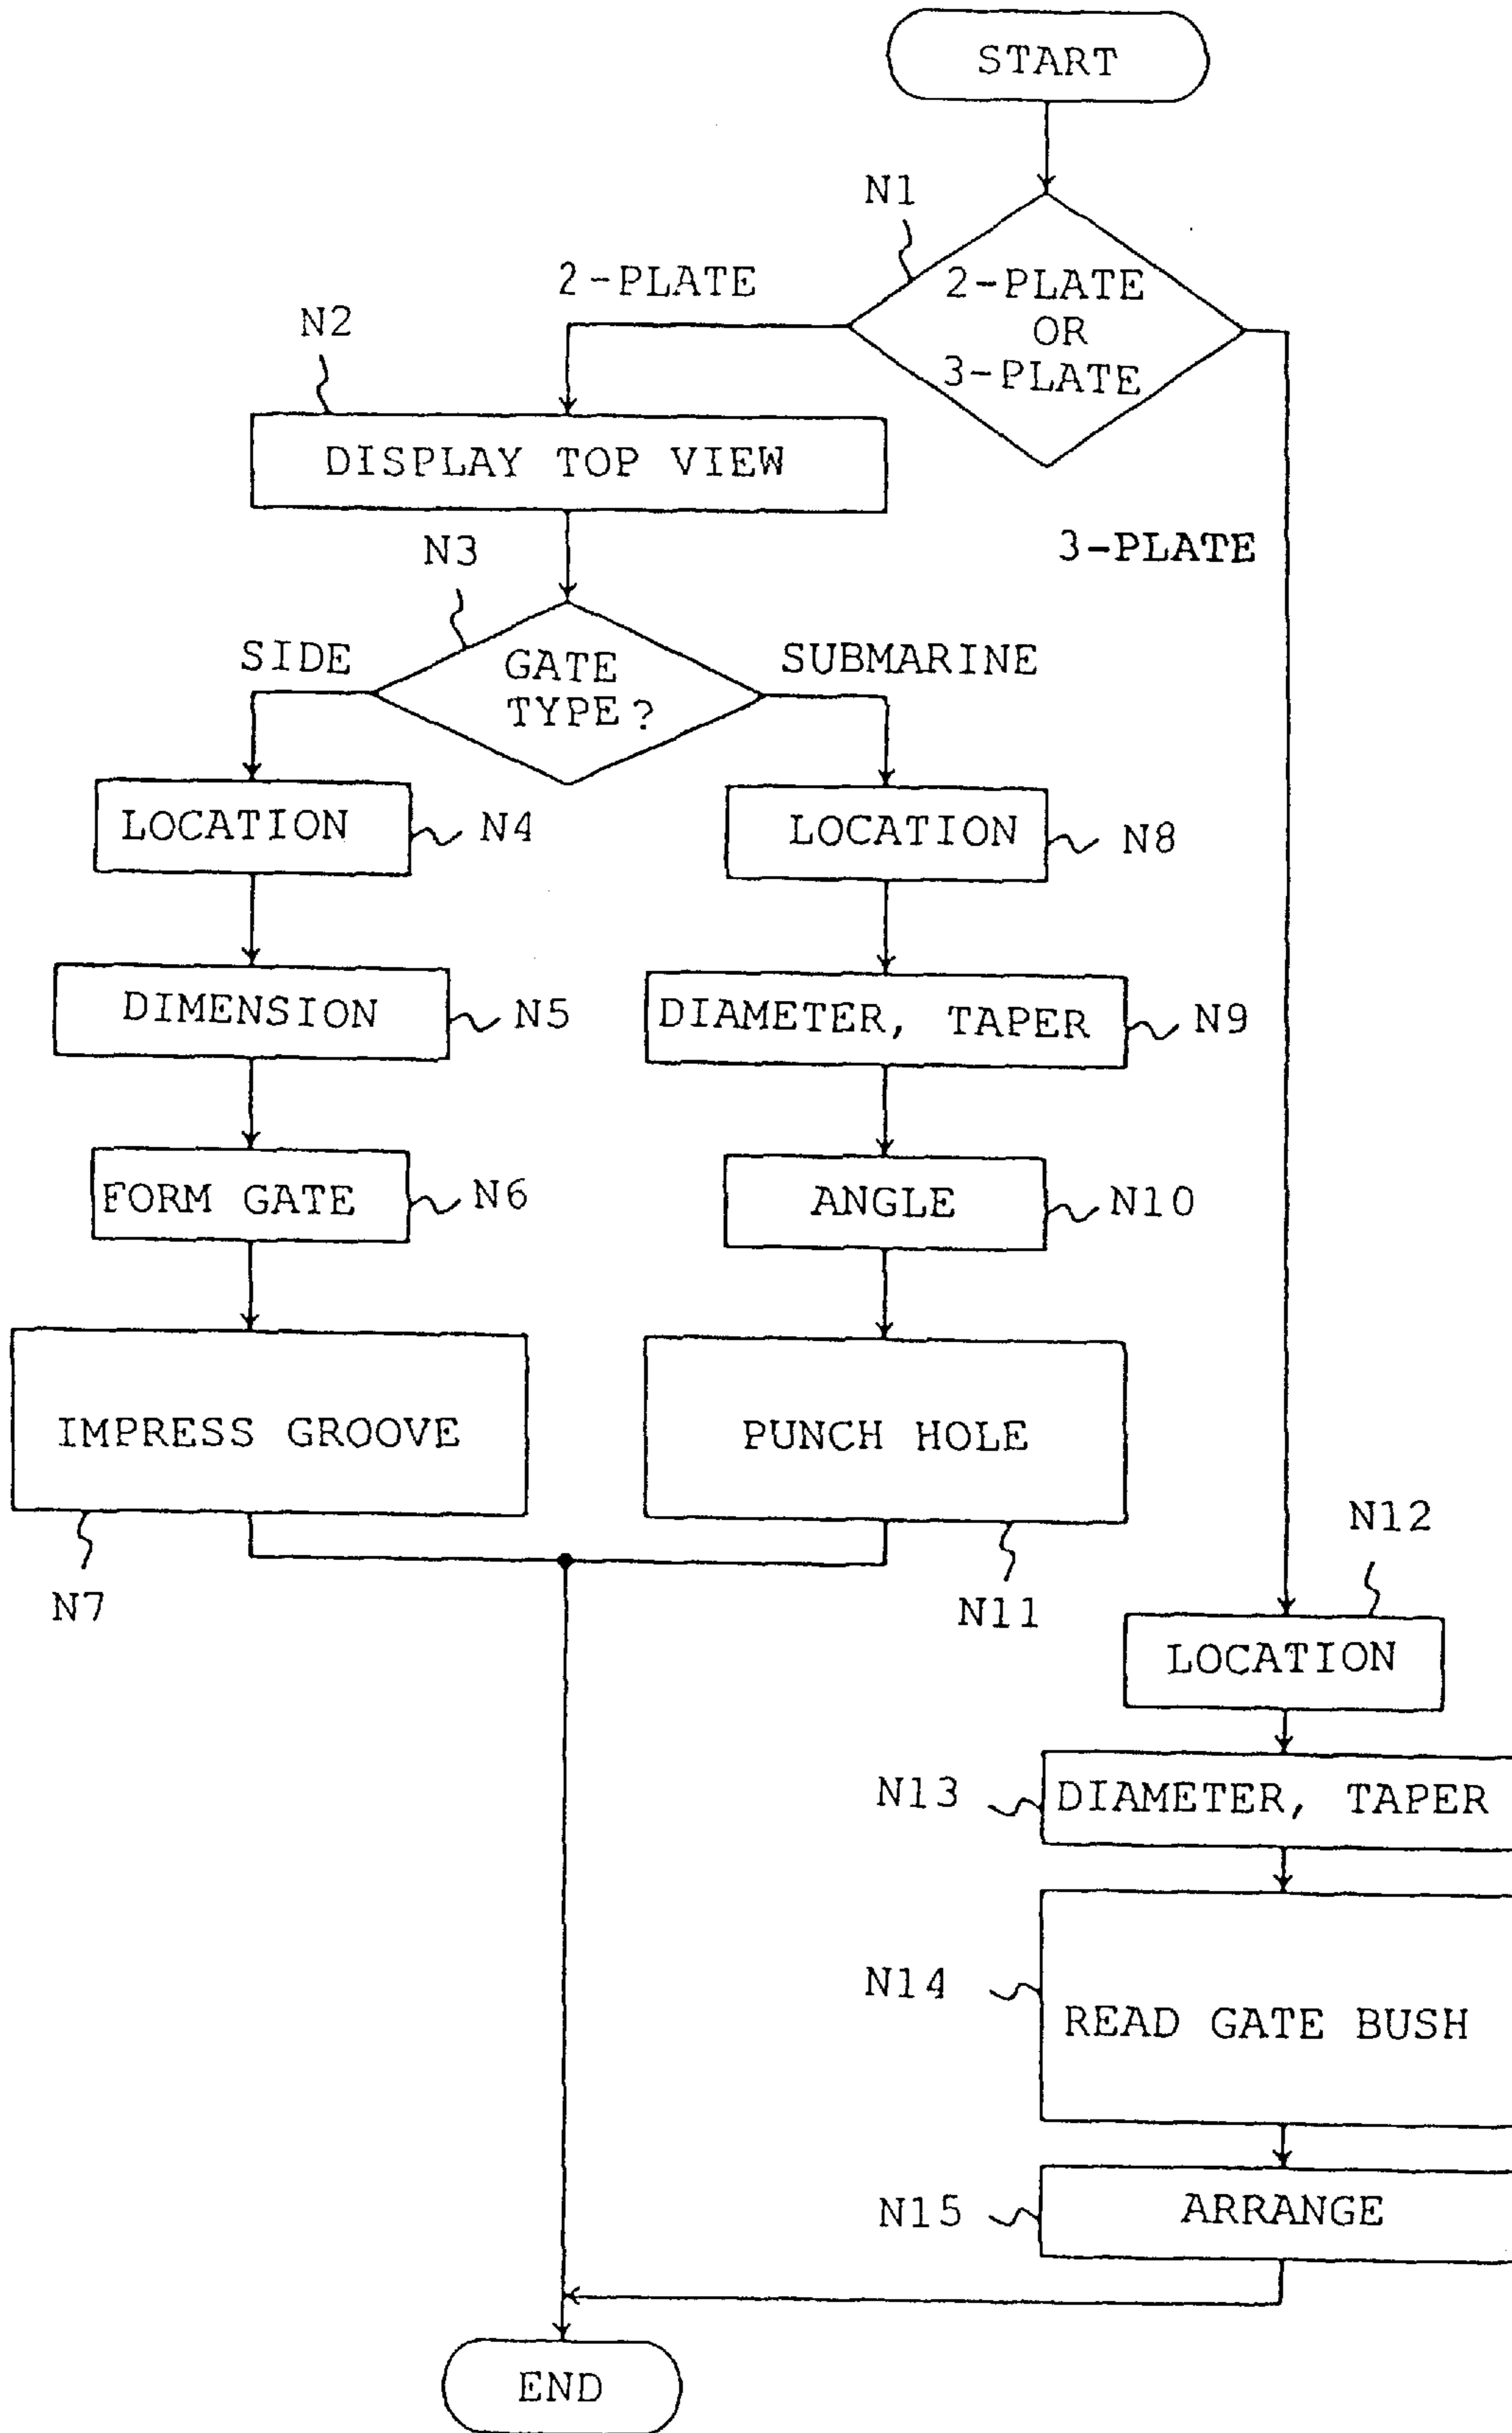 START
N1
2-PLATE
2-PLATE
OR
3-PLATE
N2
DISPLAY TOP VIEW
3-PLATE
N3
SIDE
GATE
TYPE?
SUBMARINE
LOCATION
N4
LOCATION
N8
DIMENSION
N5
DIAMETER, TAPER
N9
FORM GATE
N6
ANGLE
N10
IMPRESS GROOVE
PUNCH HOLE
N7
N11
N12
LOCATION
N13
DIAMETER, TAPER
N14
READ GATE BUSH
N15
ARRANGE
END